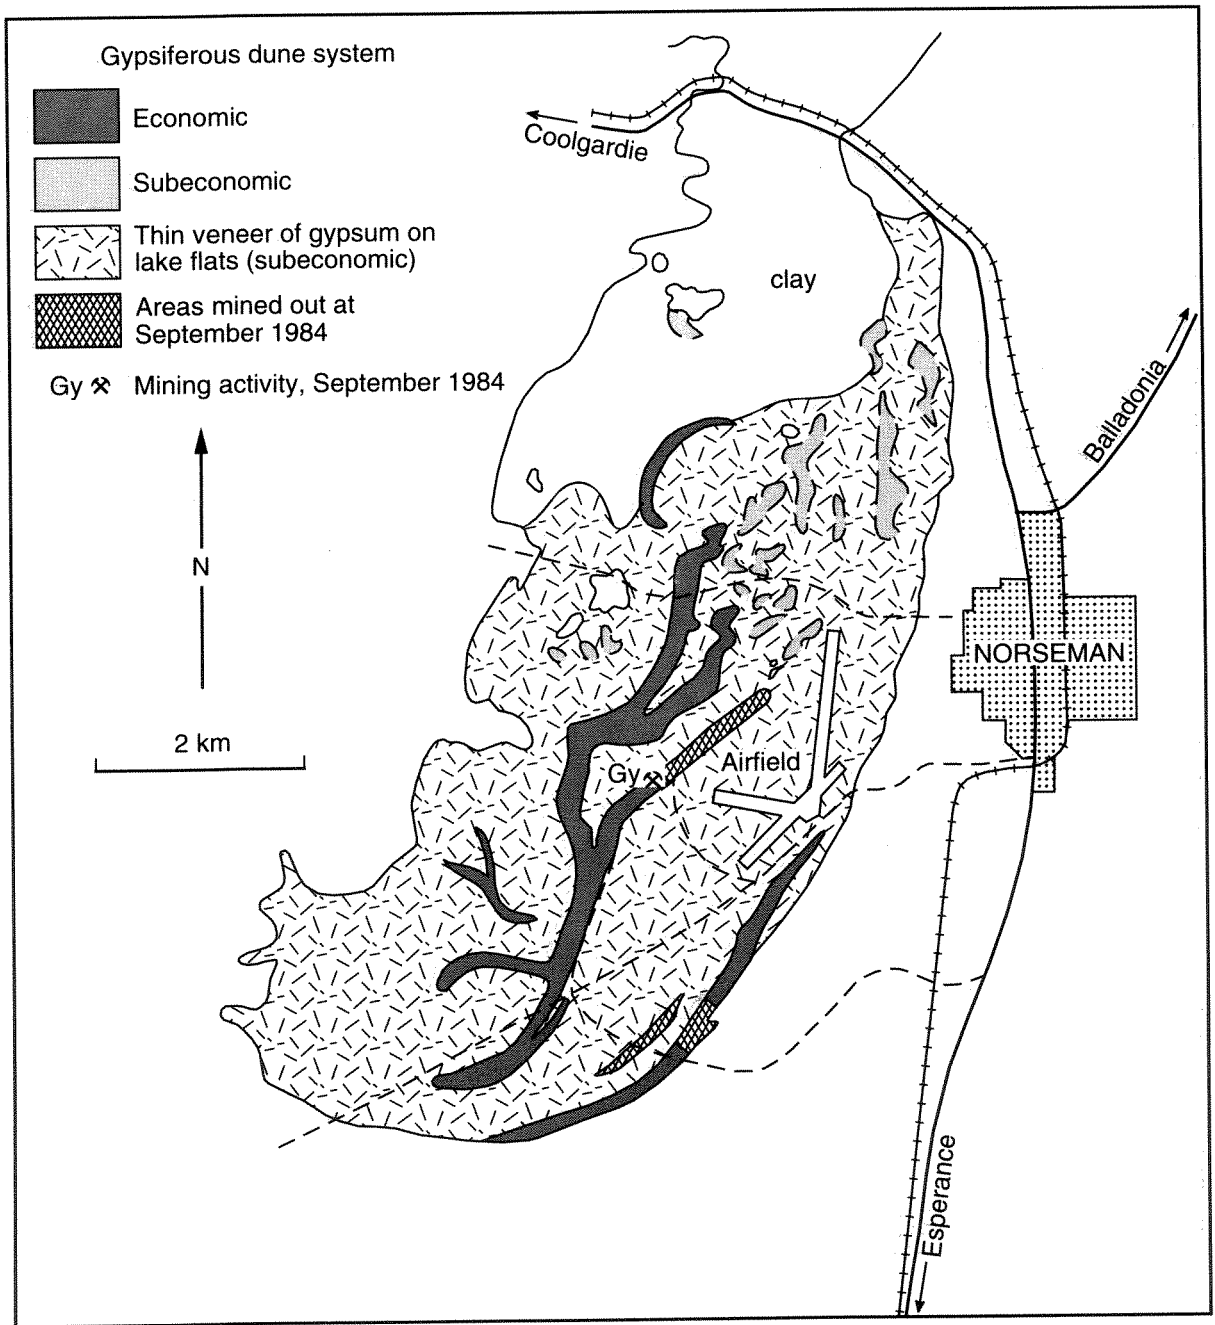 Gypsiferous dune system
Economic
Subeconomic
Thin veneer of gypsum on
lake flats (subeconomic)
Areas mined out at
September 1984
Gy Mining activity, September 1984
N
2 km
Coolgardie
clay
Balladonia
NORSEMAN
Airfield
Gy
Esperance